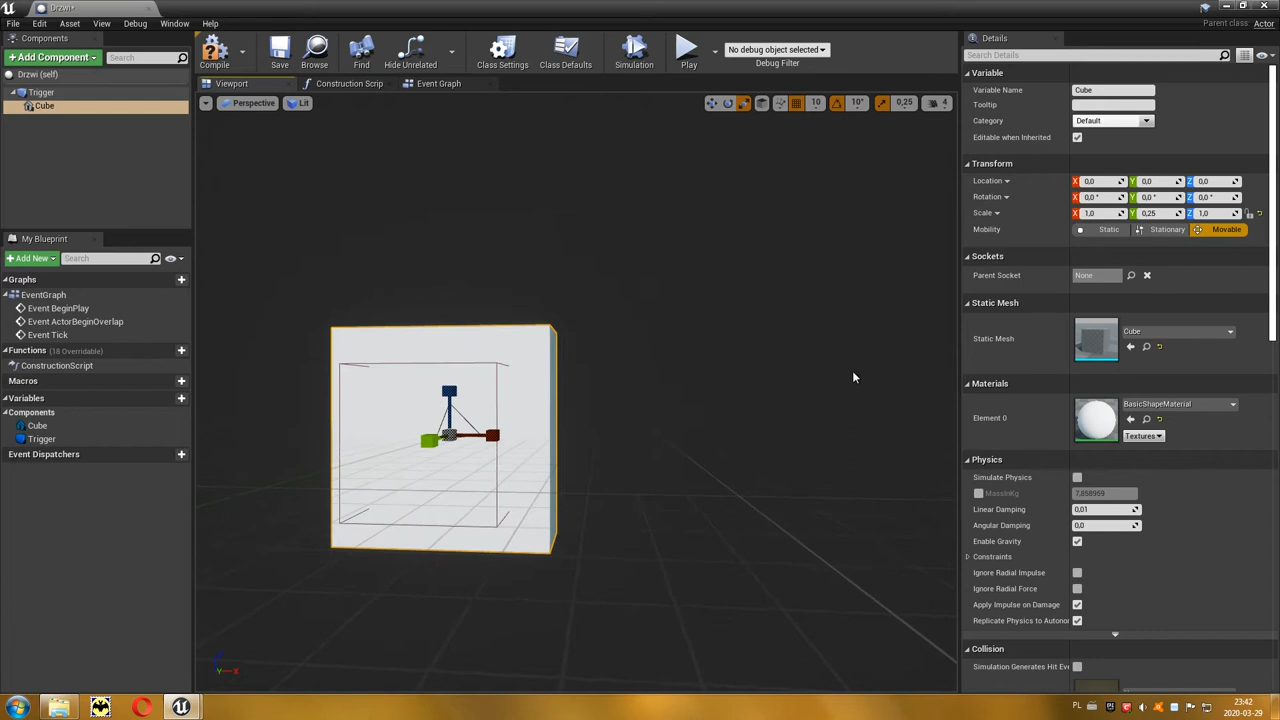 Drzwi*
File Edit Asset View Debug Window Help
Parent class: Actor
Components
+Add Component Search
Drzwi (self)
Trigger
Cube
Compile Save Browse Find Hide Unrelated Class Settings Class Defaults Simulation Play
No debug object selected
Debug Filter
Viewport Construction Scrip Event Graph
Perspective Lit
10 10° 0,25 4
My Blueprint
+Add New Search
Graphs
EventGraph
Event BeginPlay
Event ActorBeginOverlap
Event Tick
Functions (18 Overridable)
ConstructionScript
Macros
Variables
Components
Cube
Trigger
Event Dispatchers
Details
Search Details
Variable
Variable Name Cube
Tooltip
Category Default
Editable when Inherited
Transform
Location X 0,0 Y 0,0 Z 0,0
Rotation X 0,0 ° Y 0,0 ° Z 0,0 °
Scale X 1,0 Y 0,25 Z 1,0
Mobility Static Stationary Movable
Sockets
Parent Socket None
Static Mesh
Static Mesh Cube
Materials
Element 0 BasicShapeMaterial
Textures
Physics
Simulate Physics
MassInKg 7,858959
Linear Damping 0,01
Angular Damping 0,0
Enable Gravity
Constraints
Ignore Radial Impulse
Ignore Radial Force
Apply Impulse on Damage
Replicate Physics to Autonor
Collision
Simulation Generates Hit Eve
PL
23:42
2020-03-29